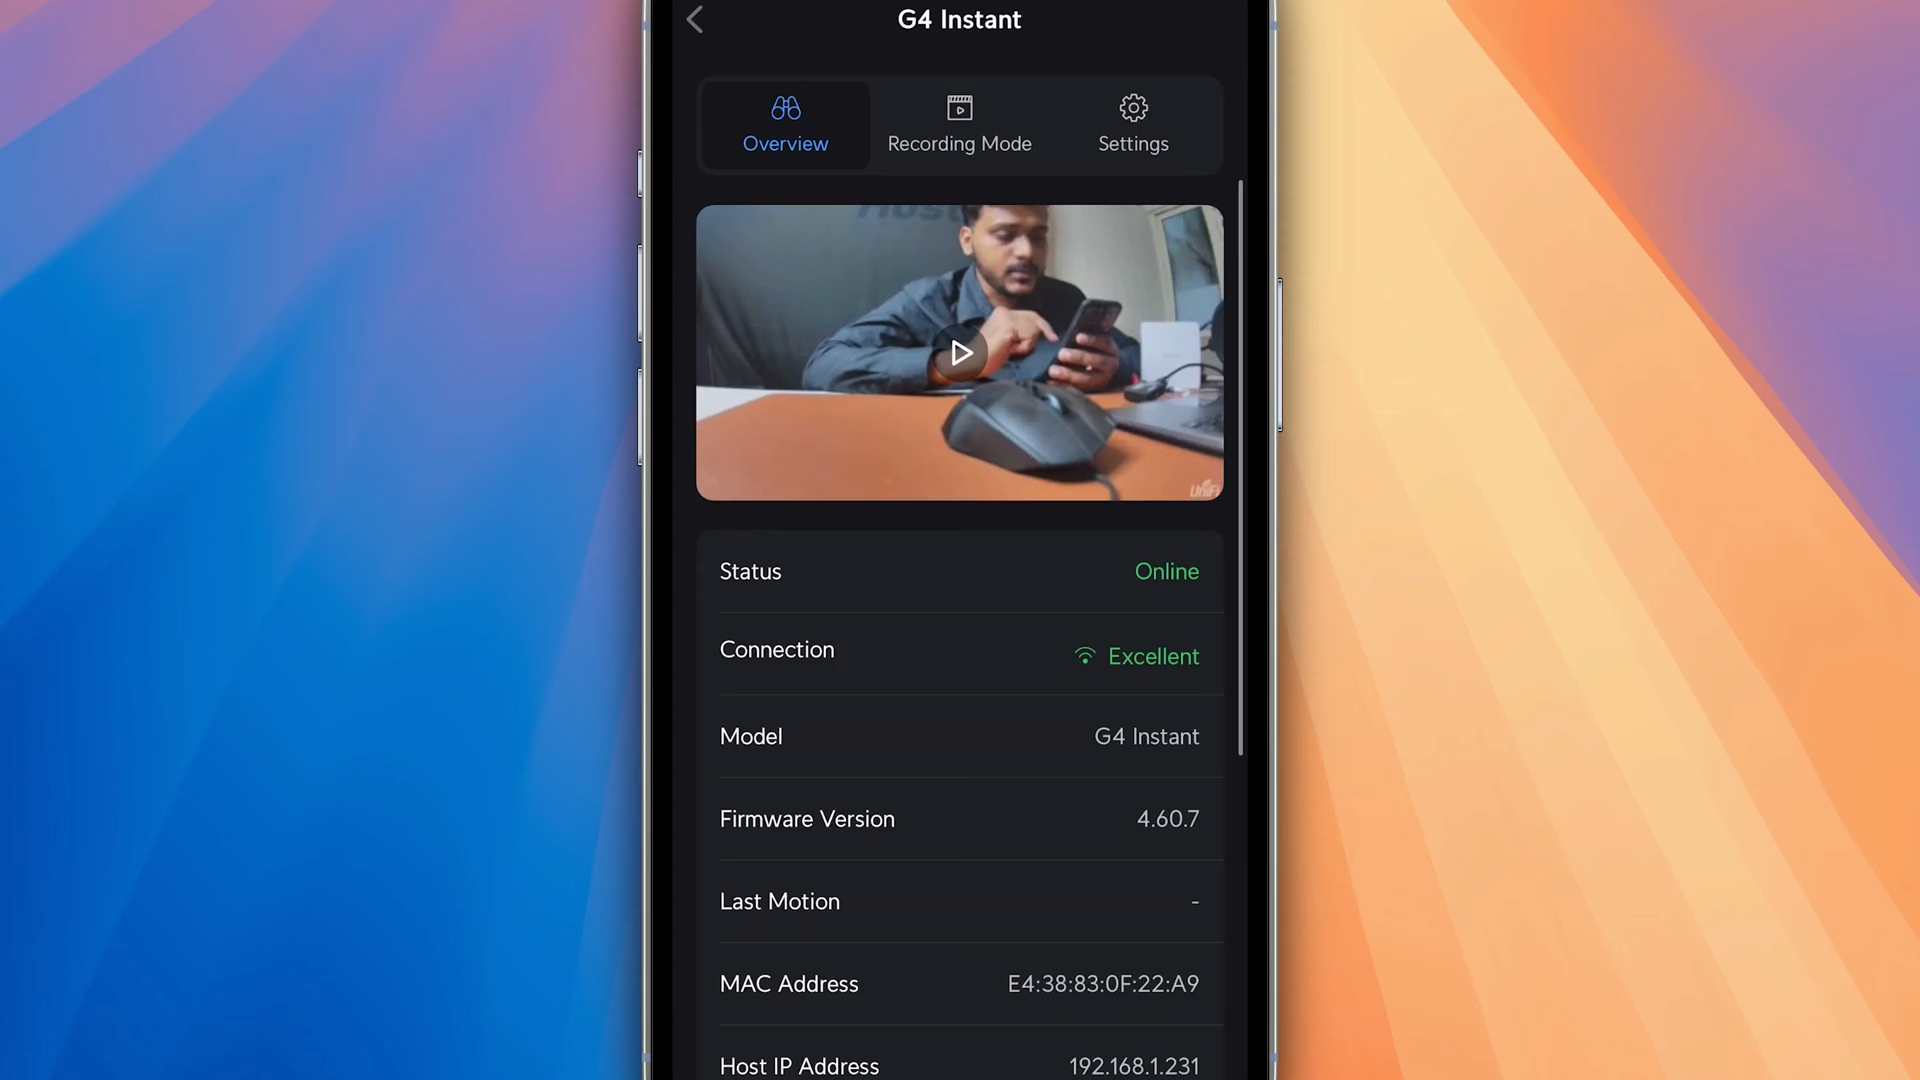 G4 Instant
Overview
Recording Mode
Settings
UniFi
Status
Online
Connection
Excellent
Model
G4 Instant
Firmware Version
4.60.7
Last Motion
-
MAC Address
E4:38:83:0F:22:A9
Host IP Address
192.168.1.231